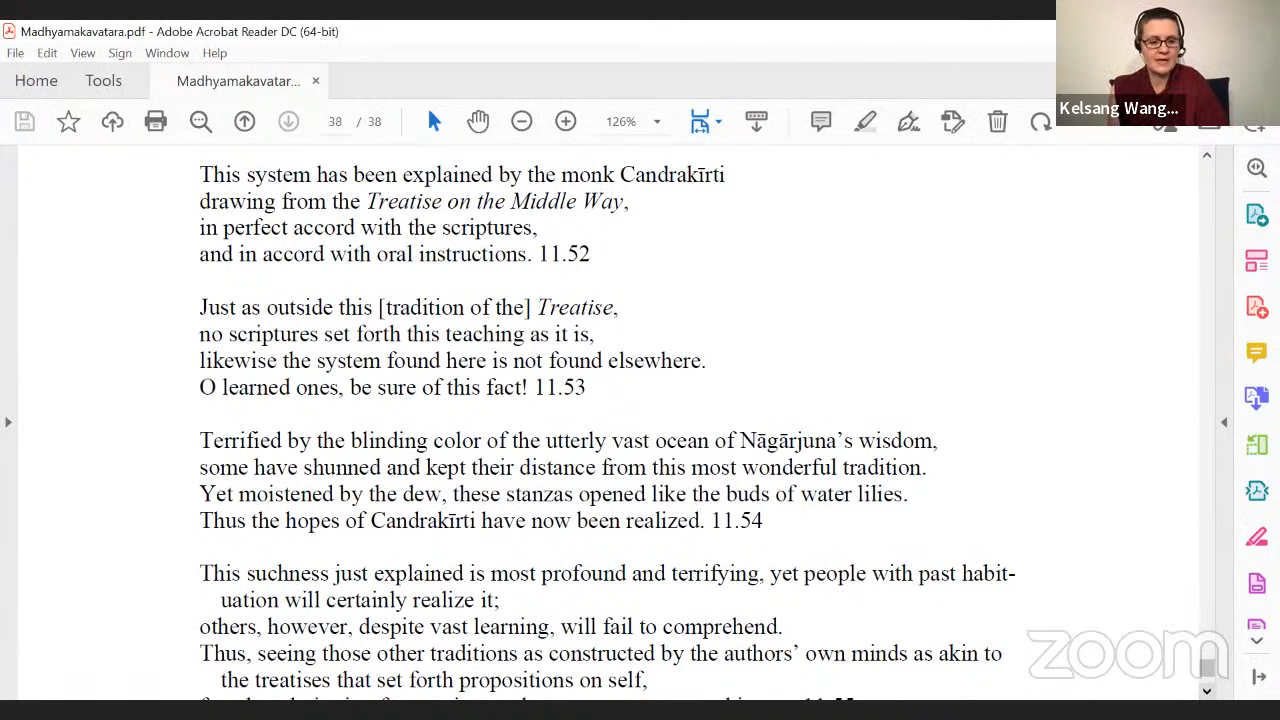 Madhyamakavatara.pdf - Adobe Acrobat Reader DC (64-bit)
File Edit View Sign Window Help
Home Tools Madhyamakavatar... ×
38 / 38 126%
Kelsang Wang...
This system has been explained by the monk Candrakīrti
drawing from the Treatise on the Middle Way,
in perfect accord with the scriptures,
and in accord with oral instructions. 11.52
Just as outside this [tradition of the] Treatise,
no scriptures set forth this teaching as it is,
likewise the system found here is not found elsewhere.
O learned ones, be sure of this fact! 11.53
Terrified by the blinding color of the utterly vast ocean of Nāgārjuna’s wisdom,
some have shunned and kept their distance from this most wonderful tradition.
Yet moistened by the dew, these stanzas opened like the buds of water lilies.
Thus the hopes of Candrakīrti have now been realized. 11.54
This suchness just explained is most profound and terrifying, yet people with past habit-
uation will certainly realize it;
others, however, despite vast learning, will fail to comprehend.
Thus, seeing those other traditions as constructed by the authors’ own minds as akin to
the treatises that set forth propositions on self,
zoom